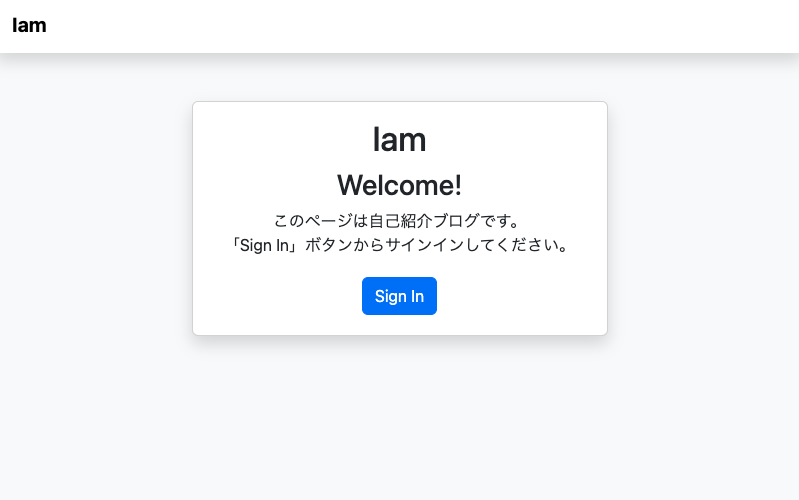 Iam
Iam
Welcome!
このページは自己紹介ブログです。
「Sign In」ボタンからサインインしてください。
Sign In